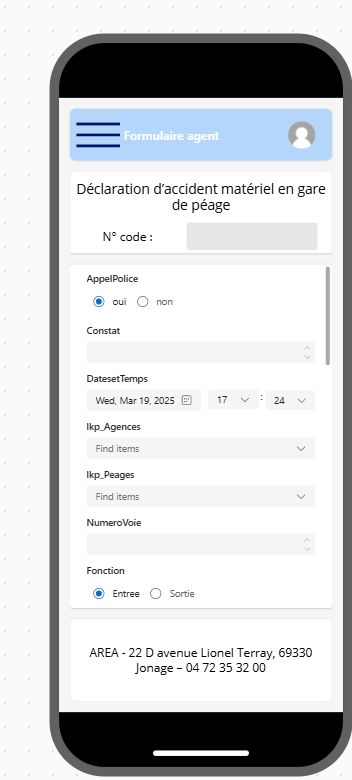 Formulaire agent
Déclaration d'accident matériel en gare
de péage
N° code :
AppelPolice
oui non
Constat
DatesetTemps
Wed, Mar 19, 2025 17 : 24
lkp_Agences
Find items
lkp_Peages
Find items
NumeroVoie
Fonction
Entree Sortie
AREA - 22 D avenue Lionel Terray, 69330
Jonage – 04 72 35 32 00